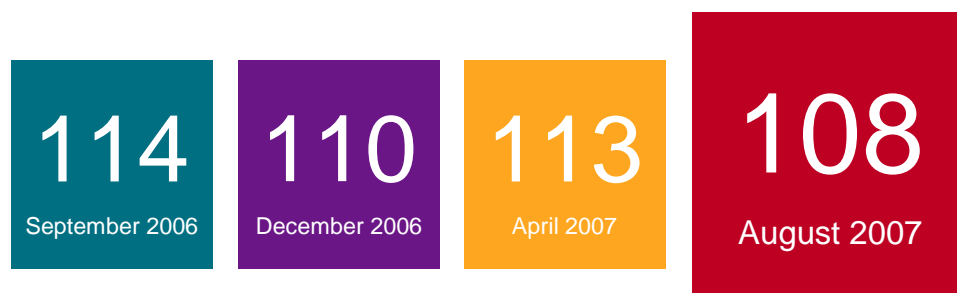 114
September 2006
110
December 2006
113
April 2007
108
August 2007